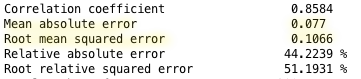 Correlation coefficient 0.8584
Mean absolute error 0.077
Root mean squared error 0.1066
Relative absolute error 44.2239 %
Root relative squared error 51.1931 %